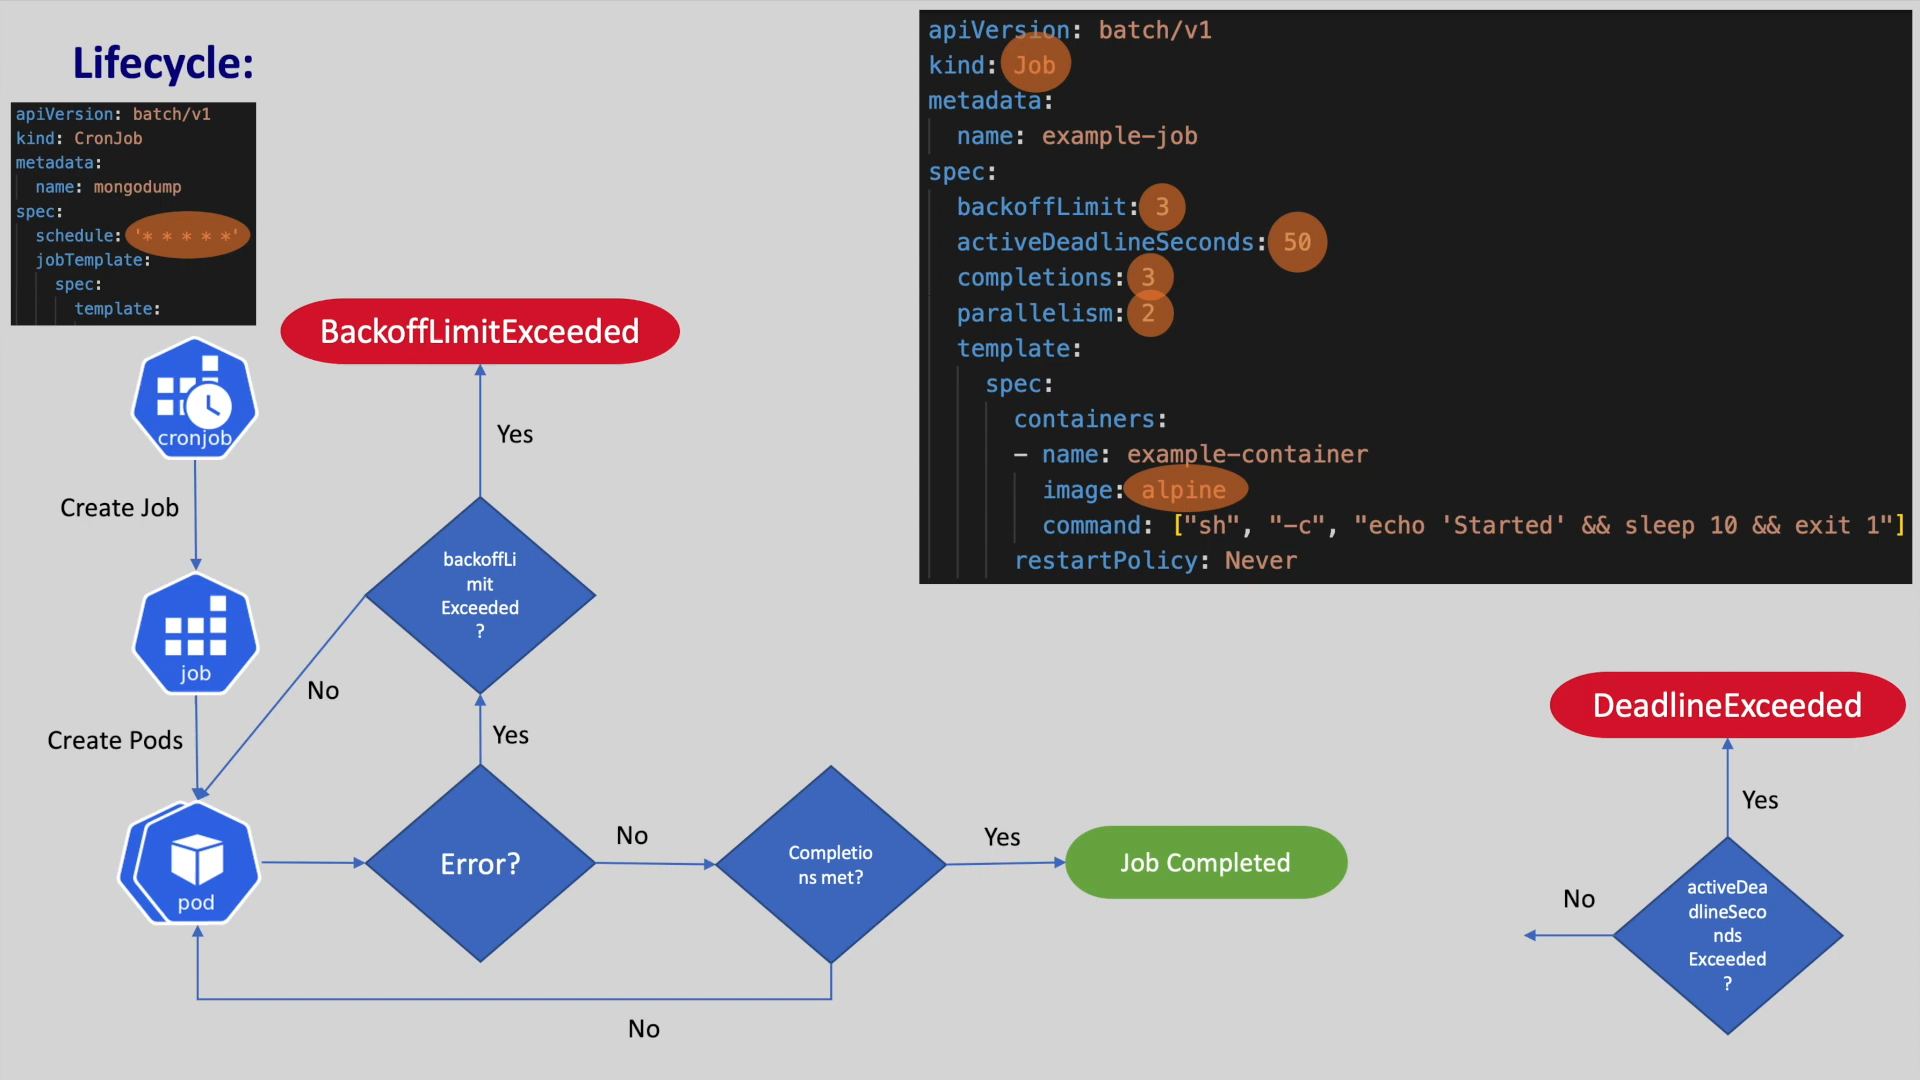 Lifecycle:
apiVersion: batch/v1
kind: CronJob
metadata:
  name: mongodump
spec:
  schedule: '* * * * *'
  jobTemplate:
    spec:
      template:
cronjob
Create Job
job
Create Pods
pod
BackoffLimitExceeded
Yes
backoffLi
mit
Exceeded
?
No
Yes
Error?
No
Completio
ns met?
Yes
Job Completed
No
apiVersion: batch/v1
kind: Job
metadata:
  name: example-job
spec:
  backoffLimit: 3
  activeDeadlineSeconds: 50
  completions: 3
  parallelism: 2
  template:
    spec:
      containers:
      - name: example-container
        image: alpine
        command: ["sh", "-c", "echo 'Started' && sleep 10 && exit 1"]
      restartPolicy: Never
DeadlineExceeded
Yes
No
activeDea
dlineSeco
nds
Exceeded
?